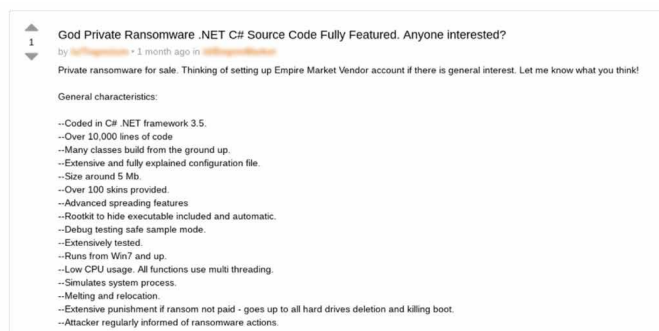 God Private Ransomware .NET C# Source Code Fully Featured. Anyone interested?
1
by • 1 month ago in
Private ransomware for sale. Thinking of setting up Empire Market Vendor account if there is general interest. Let me know what you think!
General characteristics:
--Coded in C# .NET framework 3.5.
--Over 10,000 lines of code
--Many classes build from the ground up.
--Extensive and fully explained configuration file.
--Size around 5 Mb.
--Over 100 skins provided.
--Advanced spreading features
--Rootkit to hide executable included and automatic.
--Debug testing safe sample mode.
--Extensively tested.
--Runs from Win7 and up.
--Low CPU usage. All functions use multi threading.
--Simulates system process.
--Melting and relocation.
--Extensive punishment if ransom not paid - goes up to all hard drives deletion and killing boot.
--Attacker regularly informed of ransomware actions.